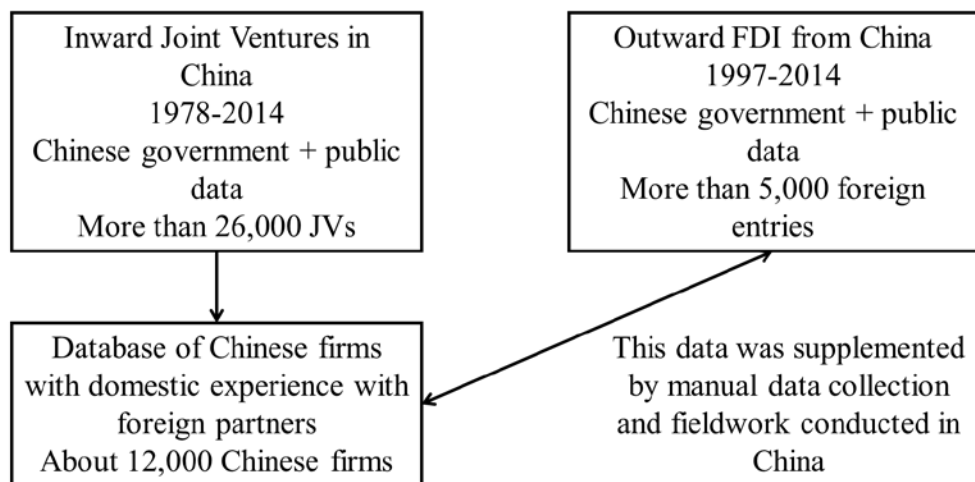 Inward Joint Ventures in
China
1978-2014
Chinese government + public
data
More than 26,000 JVs
Outward FDI from China
1997-2014
Chinese government + public
data
More than 5,000 foreign
entries
Database of Chinese firms
with domestic experience with
foreign partners
About 12,000 Chinese firms
This data was supplemented
by manual data collection
and fieldwork conducted in
China